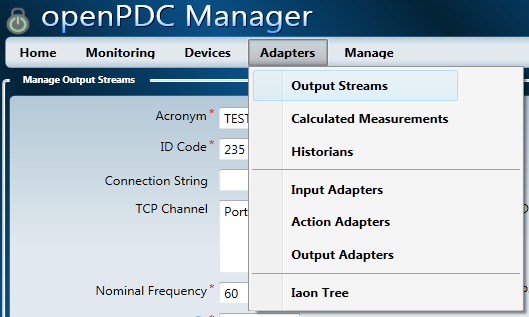 openPDC Manager
Home Monitoring Devices Adapters Manage
Manage Output Streams
Output Streams
Calculated Measurements
Historians
Input Adapters
Action Adapters
Output Adapters
Iaon Tree
Acronym * TEST
ID Code * 235
Connection String
TCP Channel Port
Nominal Frequency * 60